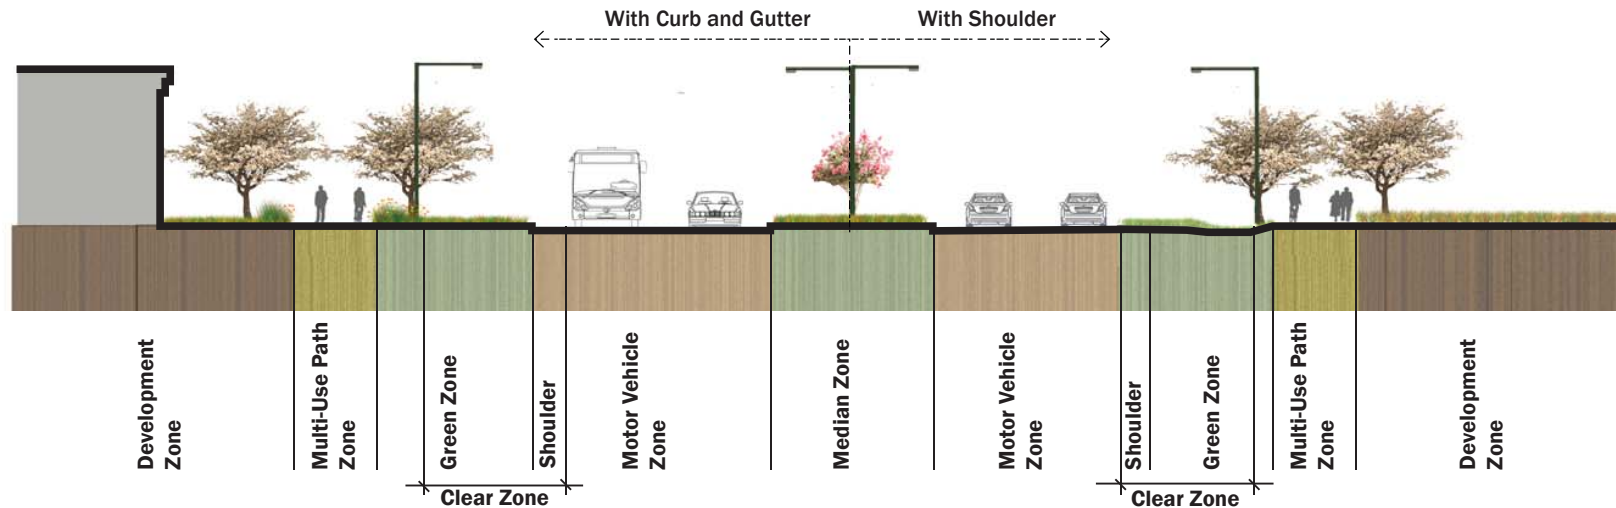 With Curb and Gutter
With Shoulder
Development
Zone
Multi-Use Path
Zone
Green Zone
Shoulder
Motor Vehicle
Zone
Median Zone
Motor Vehicle
Zone
Shoulder
Green Zone
Multi-Use Path
Zone
Development
Zone
Clear Zone
Clear Zone